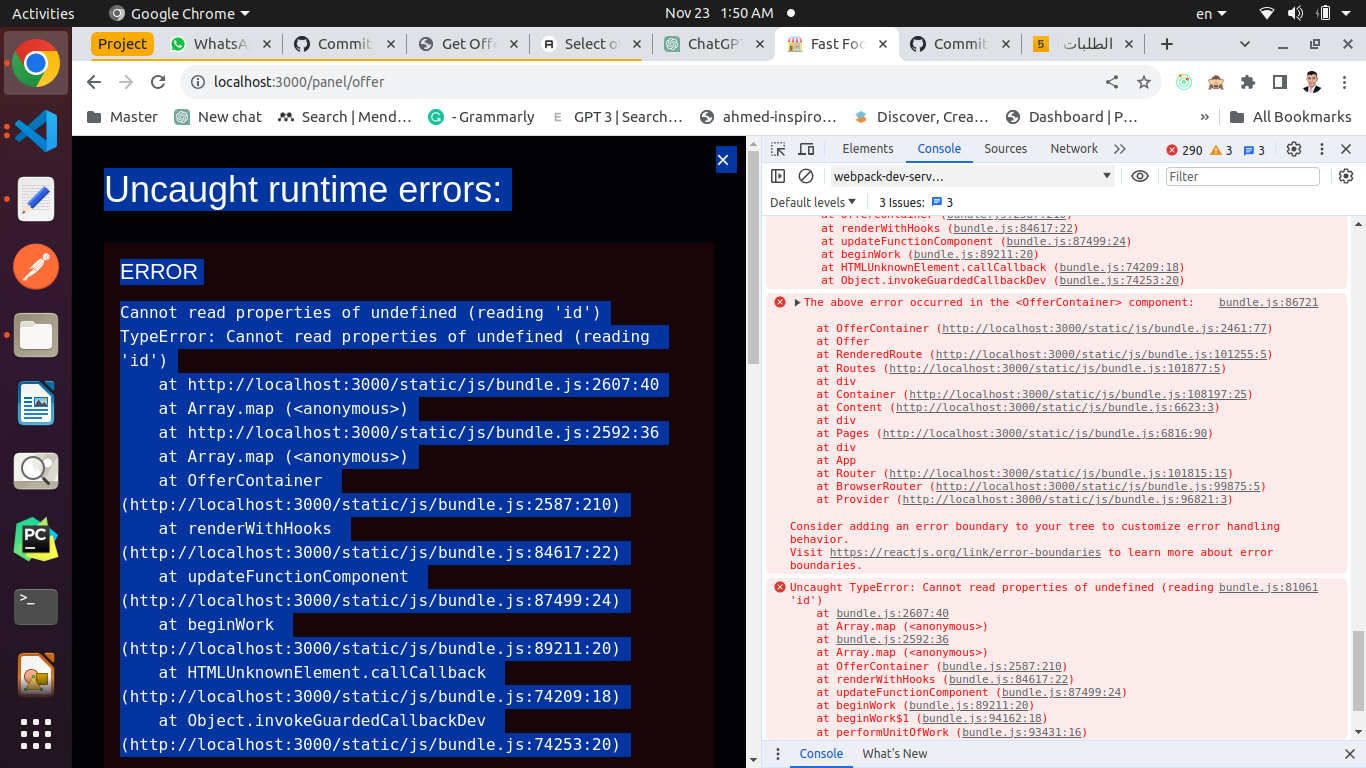 Activities
Google Chrome
Nov 23 1:50 AM
en
Project
WhatsA
Commit
Get Off
Select o
ChatGP
Fast Foo
Commit
5 الطلبات
localhost:3000/panel/offer
Master
New chat
Search | Mend…
- Grammarly
E GPT 3 | Search…
ahmed-inspiro…
Discover, Crea…
Dashboard | P…
»
All Bookmarks
Uncaught runtime errors:
×
ERROR
Cannot read properties of undefined (reading 'id')
TypeError: Cannot read properties of undefined (reading
'id')
at http://localhost:3000/static/js/bundle.js:2607:40
at Array.map (<anonymous>)
at http://localhost:3000/static/js/bundle.js:2592:36
at Array.map (<anonymous>)
at OfferContainer
(http://localhost:3000/static/js/bundle.js:2587:210)
at renderWithHooks
(http://localhost:3000/static/js/bundle.js:84617:22)
at updateFunctionComponent
(http://localhost:3000/static/js/bundle.js:87499:24)
at beginWork
(http://localhost:3000/static/js/bundle.js:89211:20)
at HTMLUnknownElement.callCallback
(http://localhost:3000/static/js/bundle.js:74209:18)
at Object.invokeGuardedCallbackDev
(http://localhost:3000/static/js/bundle.js:74253:20)
Elements
Console
Sources
Network
»
290
3
3
webpack-dev-serv…
Filter
Default levels
3 Issues: 3
at OfferContainer (bundle.js:2587:210)
at renderWithHooks (bundle.js:84617:22)
at updateFunctionComponent (bundle.js:87499:24)
at beginWork (bundle.js:89211:20)
at HTMLUnknownElement.callCallback (bundle.js:74209:18)
at Object.invokeGuardedCallbackDev (bundle.js:74253:20)
The above error occurred in the <OfferContainer> component: bundle.js:86721
at OfferContainer (http://localhost:3000/static/js/bundle.js:2461:77)
at Offer
at RenderedRoute (http://localhost:3000/static/js/bundle.js:101255:5)
at Routes (http://localhost:3000/static/js/bundle.js:101877:5)
at div
at Container (http://localhost:3000/static/js/bundle.js:108197:25)
at Content (http://localhost:3000/static/js/bundle.js:6623:3)
at div
at Pages (http://localhost:3000/static/js/bundle.js:6816:90)
at div
at App
at Router (http://localhost:3000/static/js/bundle.js:101815:15)
at BrowserRouter (http://localhost:3000/static/js/bundle.js:99875:5)
at Provider (http://localhost:3000/static/js/bundle.js:96821:3)
Consider adding an error boundary to your tree to customize error handling
behavior.
Visit https://reactjs.org/link/error-boundaries to learn more about error
boundaries.
Uncaught TypeError: Cannot read properties of undefined (reading bundle.js:81061
'id')
at bundle.js:2607:40
at Array.map (<anonymous>)
at bundle.js:2592:36
at Array.map (<anonymous>)
at OfferContainer (bundle.js:2587:210)
at renderWithHooks (bundle.js:84617:22)
at updateFunctionComponent (bundle.js:87499:24)
at beginWork (bundle.js:89211:20)
at beginWork$1 (bundle.js:94162:18)
at performUnitOfWork (bundle.js:93431:16)
Console
What's New
PC
>_